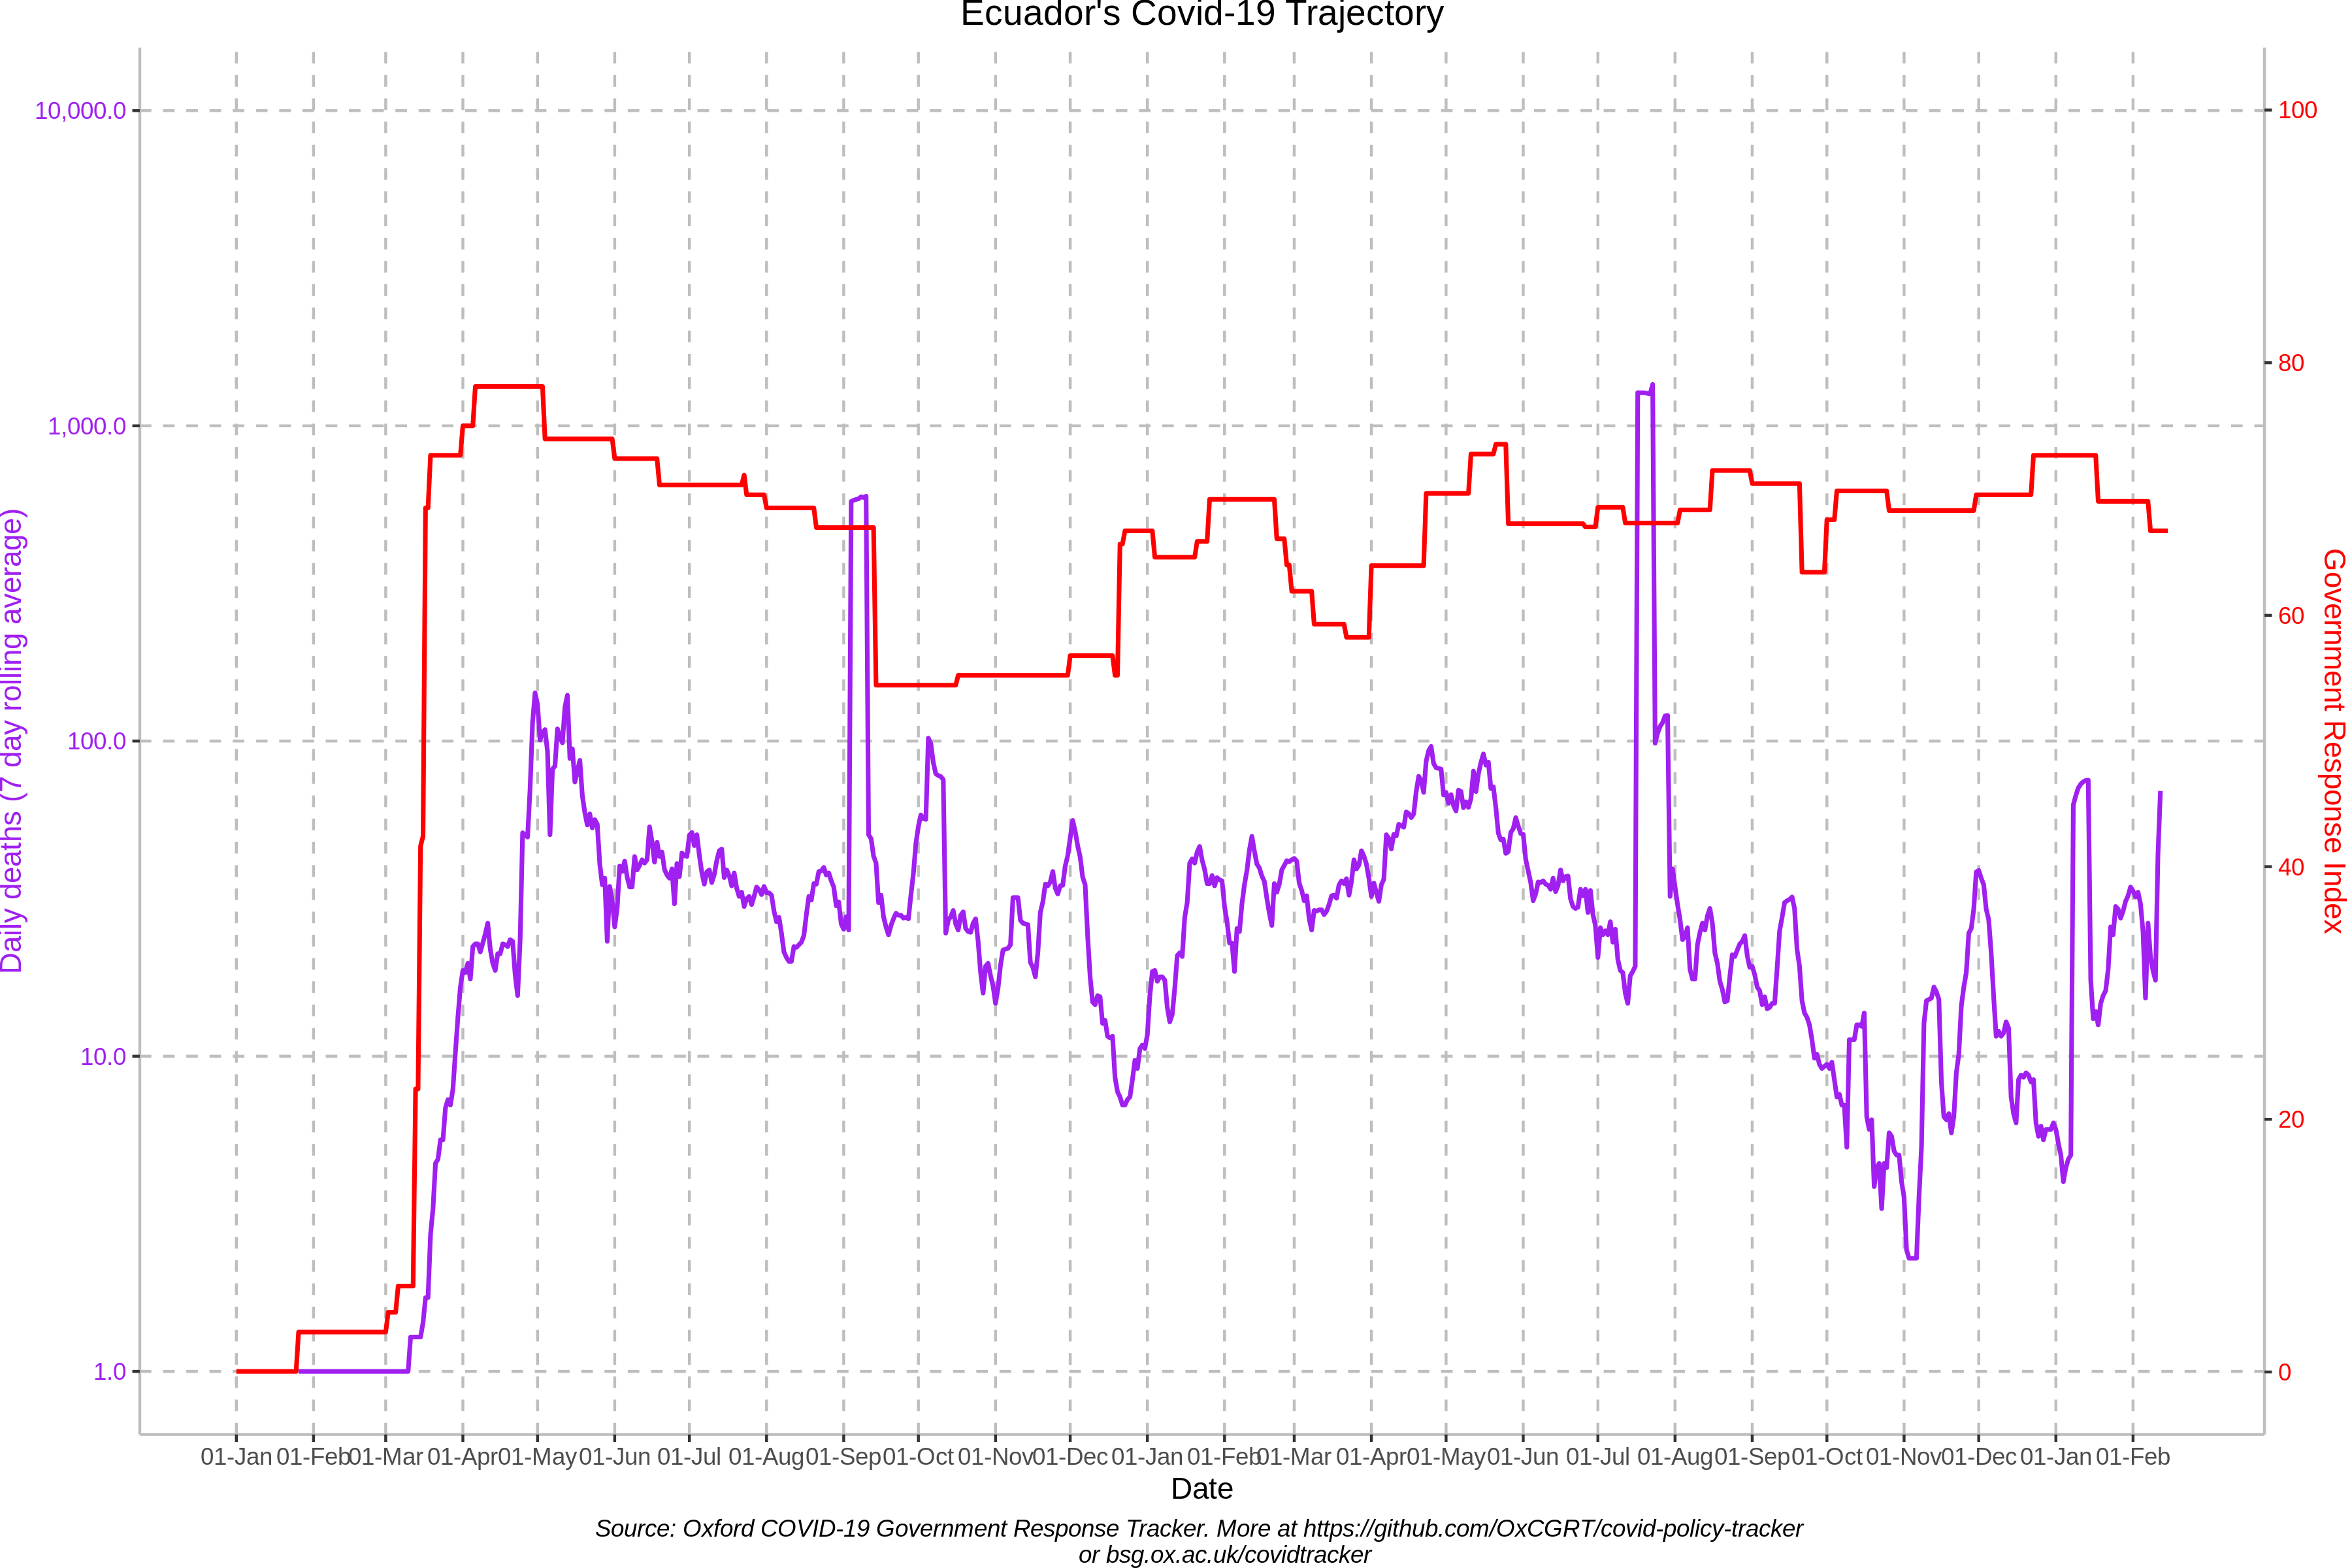 Ecuador's Covid-19 Trajectory
10,000.0
1,000.0
100.0
10.0
1.0
Daily deaths (7 day rolling average)
100
80
60
40
20
0
Government Response Index
01-Jan 01-Feb 01-Mar 01-Apr 01-May 01-Jun 01-Jul 01-Aug 01-Sep 01-Oct 01-Nov 01-Dec 01-Jan 01-Feb 01-Mar 01-Apr 01-May 01-Jun 01-Jul 01-Aug 01-Sep 01-Oct 01-Nov 01-Dec 01-Jan 01-Feb
Date
Source: Oxford COVID-19 Government Response Tracker. More at https://github.com/OxCGRT/covid-policy-tracker
or bsg.ox.ac.uk/covidtracker